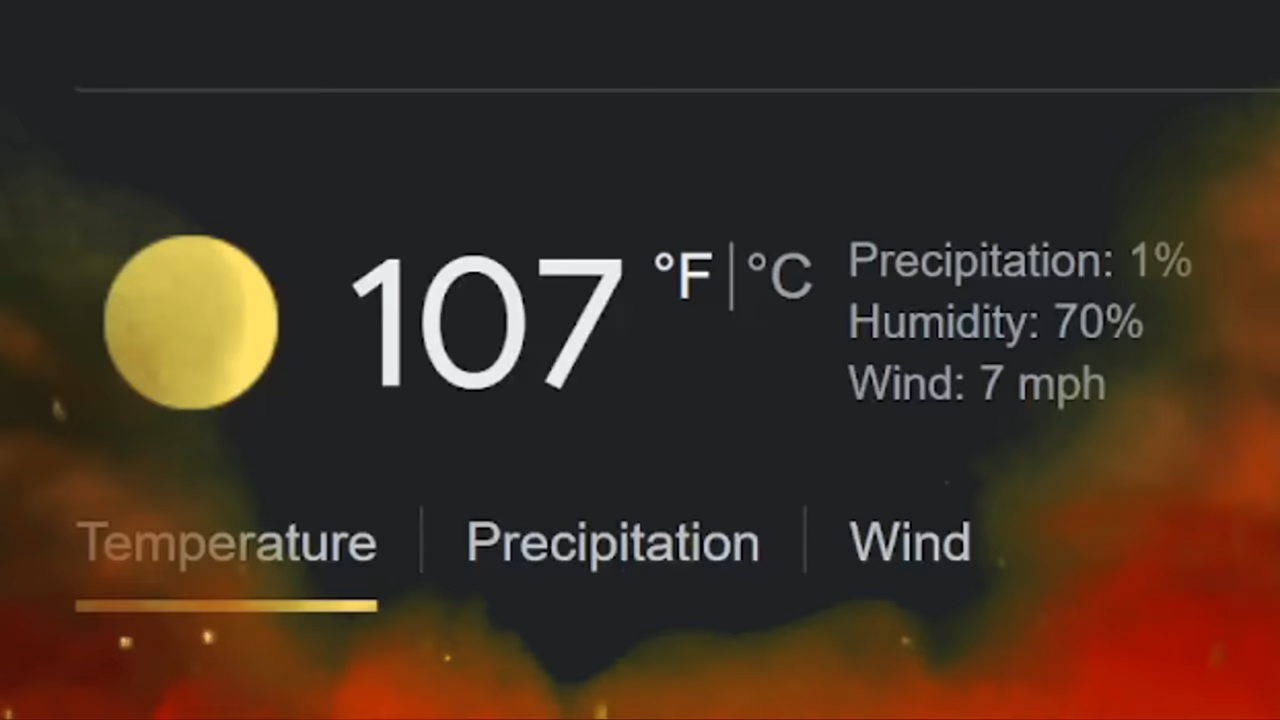 107 °F | °C
Precipitation: 1%
Humidity: 70%
Wind: 7 mph
Temperature | Precipitation | Wind